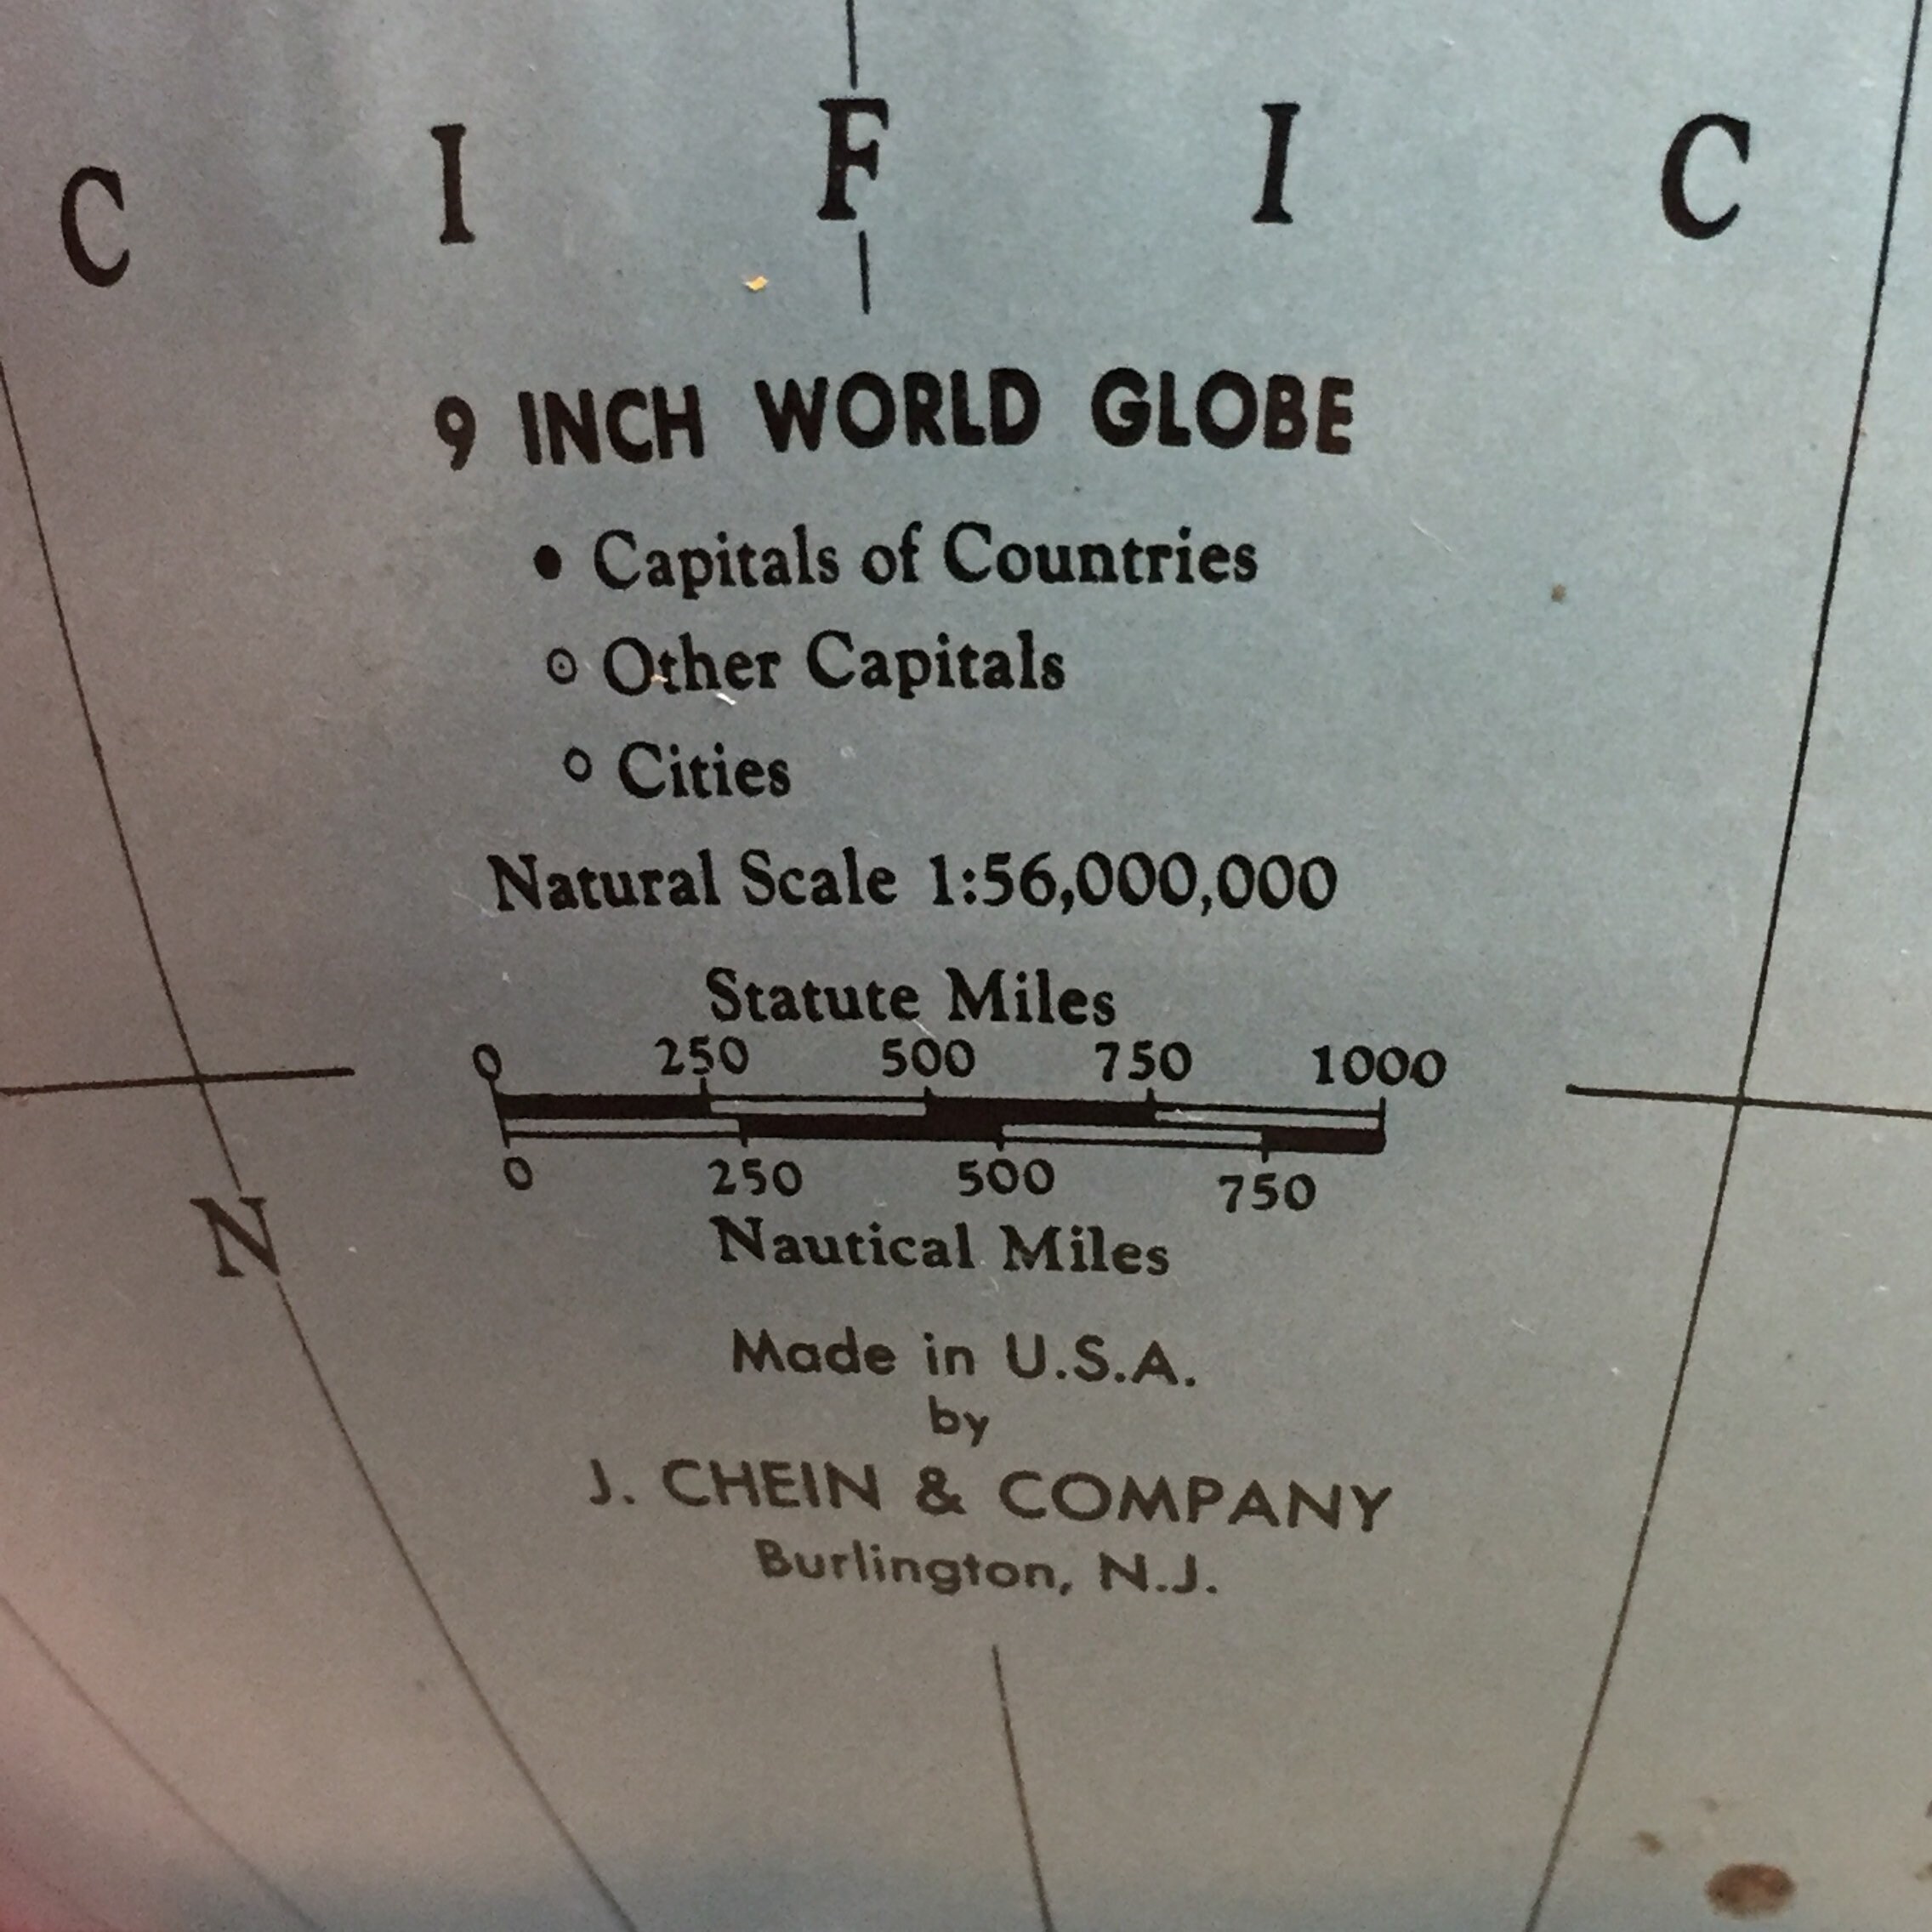 C I F I C
9 INCH WORLD GLOBE
Capitals of Countries
Other Capitals
Cities
Natural Scale 1:56,000,000
Statute Miles
0 250 500 750 1000
0 250 500 750
N
Nautical Miles
Made in U.S.A.
by
J. CHEIN & COMPANY
Burlington, N.J.